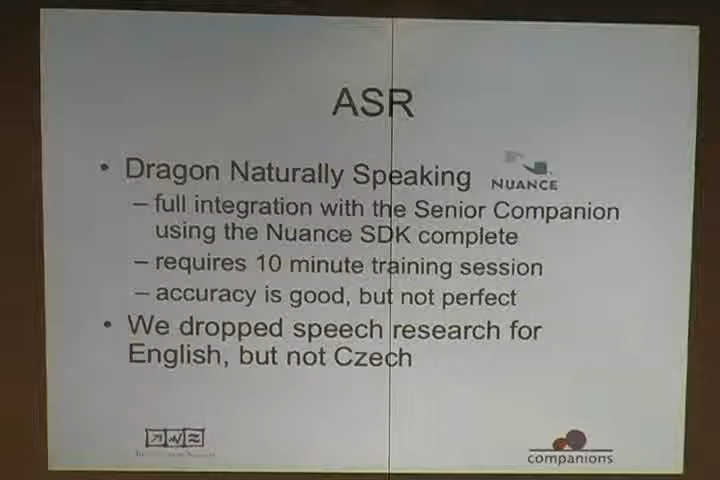 ASR
• Dragon Naturally Speaking
NUANCE
– full integration with the Senior Companion
using the Nuance SDK complete
– requires 10 minute training session
– accuracy is good, but not perfect
• We dropped speech research for
English, but not Czech
companions